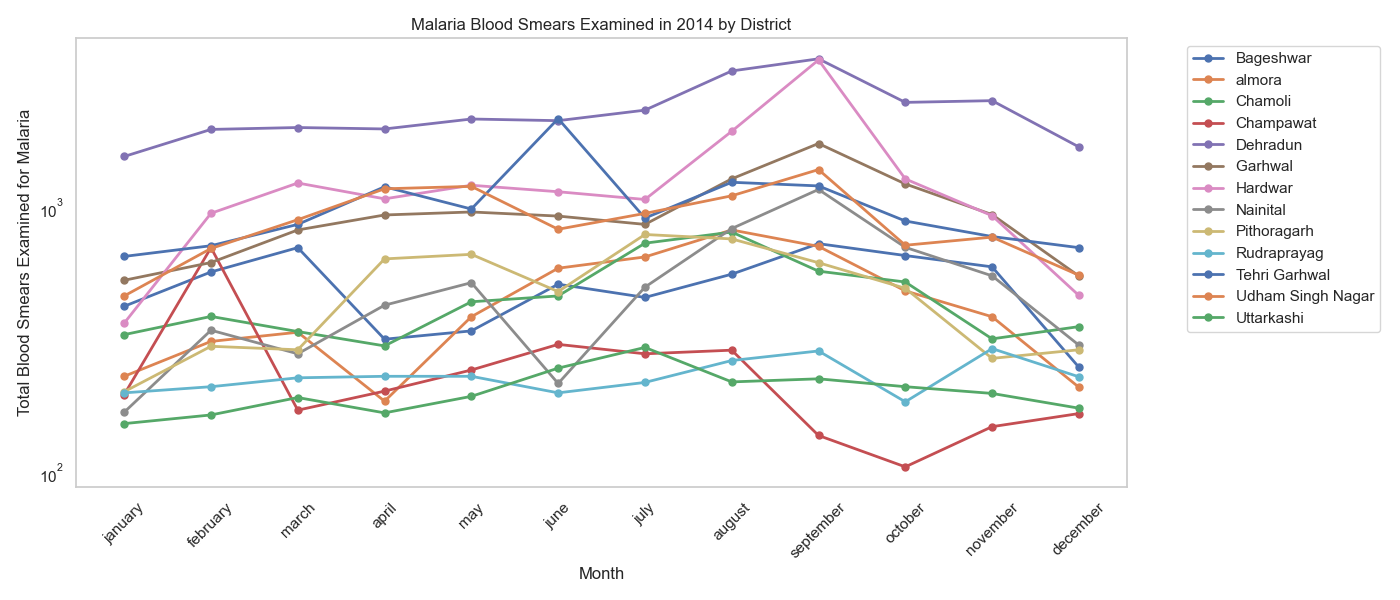 Malaria Blood Smears Examined in 2014 by District
Total Blood Smears Examined for Malaria
10^3
10^2
january
february
march
april
may
june
july
august
september
october
november
december
Month
Bageshwar
almora
Chamoli
Champawat
Dehradun
Garhwal
Hardwar
Nainital
Pithoragarh
Rudraprayag
Tehri Garhwal
Udham Singh Nagar
Uttarkashi